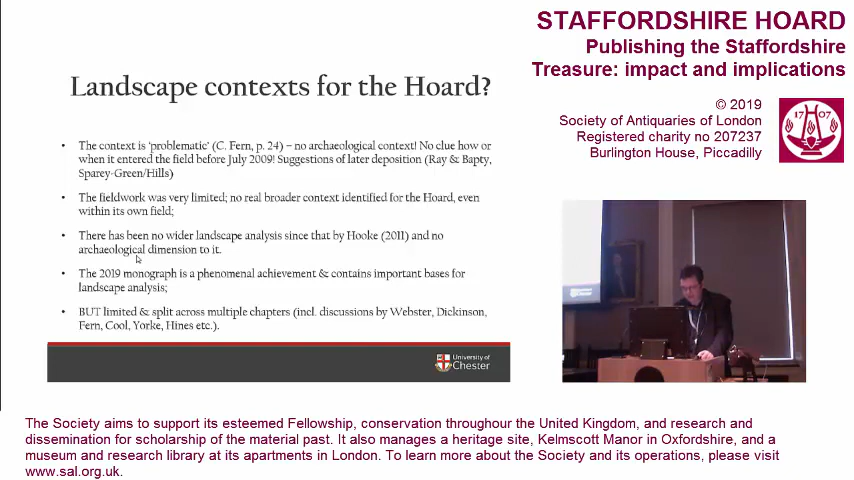 STAFFORDSHIRE HOARD
Publishing the Staffordshire
Treasure: impact and implications
© 2019
Society of Antiquaries of London
Registered charity no 207237
Burlington House, Piccadilly
17 07
Landscape contexts for the Hoard?
• The context is ‘problematic’ (C. Fern, p. 24) – no archaeological context! No clue how or
when it entered the field before July 2009! Suggestions of later deposition (Ray & Bapty,
Sparey-Green/Hills)
• The fieldwork was very limited; no real broader context identified for the Hoard, even
within its own field;
• There has been no wider landscape analysis since that by Hooke (2011) and no
archaeological dimension to it.
• The 2019 monograph is a phenomenal achievement & contains important bases for
landscape analysis;
• BUT limited & split across multiple chapters (incl. discussions by Webster, Dickinson,
Fern, Cool, Yorke, Hines etc.).
University of
Chester
Chester
The Society aims to support its esteemed Fellowship, conservation throughour the United Kingdom, and research and
dissemination for scholarship of the material past. It also manages a heritage site, Kelmscott Manor in Oxfordshire, and a
museum and research library at its apartments in London. To learn more about the Society and its operations, please visit
www.sal.org.uk.